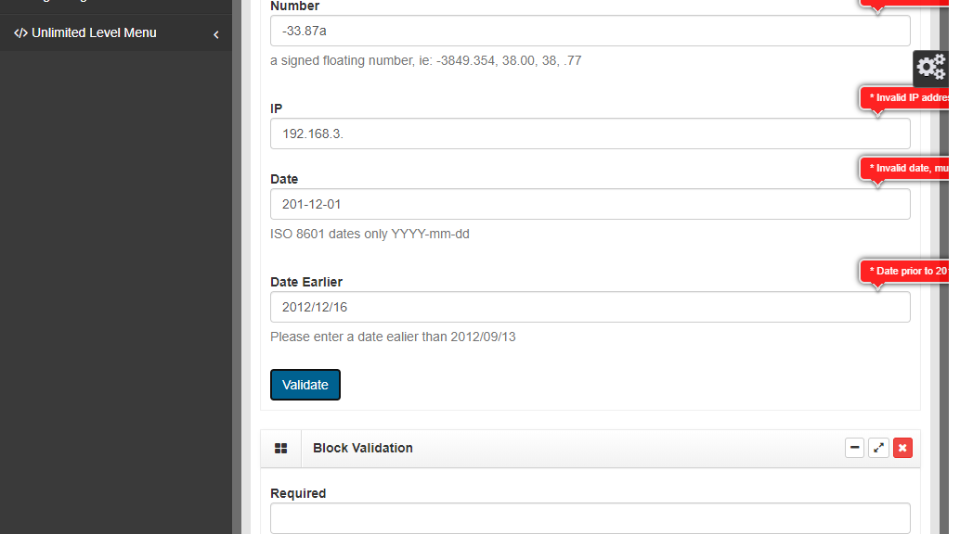 Number
-33.87a
</> Unlimited Level Menu
a signed floating number, ie: -3849.354, 38.00, 38, .77
* Invalid IP addre
IP
192.168.3.
* Invalid date, mu
Date
201-12-01
ISO 8601 dates only YYYY-mm-dd
* Date prior to 20
Date Earlier
2012/12/16
Please enter a date ealier than 2012/09/13
Validate
Block Validation
Required